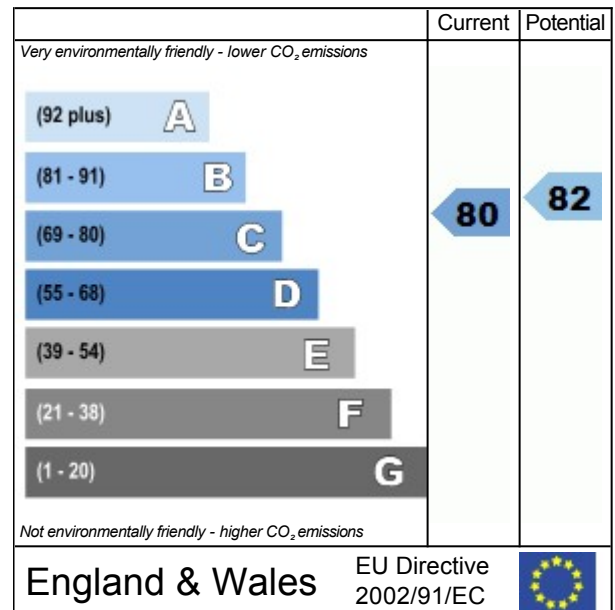 Current Potential
Very environmentally friendly - lower CO₂ emissions
(92 plus) A
(81 - 91) B
(69 - 80) C
(55 - 68) D
(39 - 54) E
(21 - 38) F
(1 - 20) G
80
82
Not environmentally friendly - higher CO₂ emissions
England & Wales
EU Directive
2002/91/EC